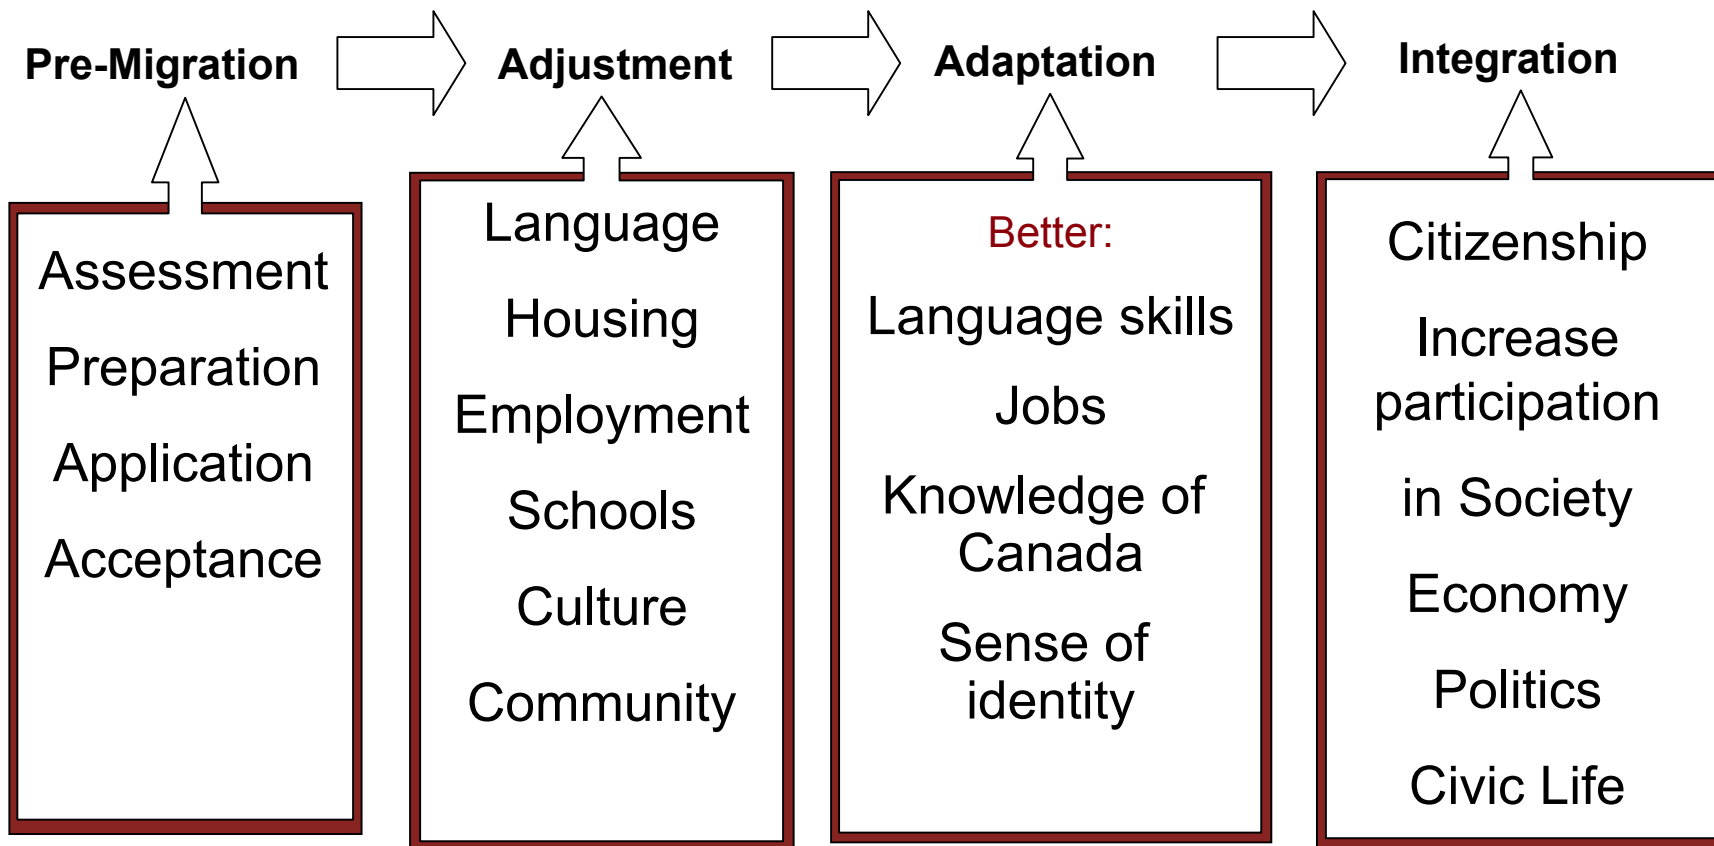 Pre-Migration
Adjustment
Adaptation
Integration
Assessment
Preparation
Application
Acceptance
Language
Housing
Employment
Schools
Culture
Community
Better:
Language skills
Jobs
Knowledge of
Canada
Sense of
identity
Citizenship
Increase
participation
in Society
Economy
Politics
Civic Life